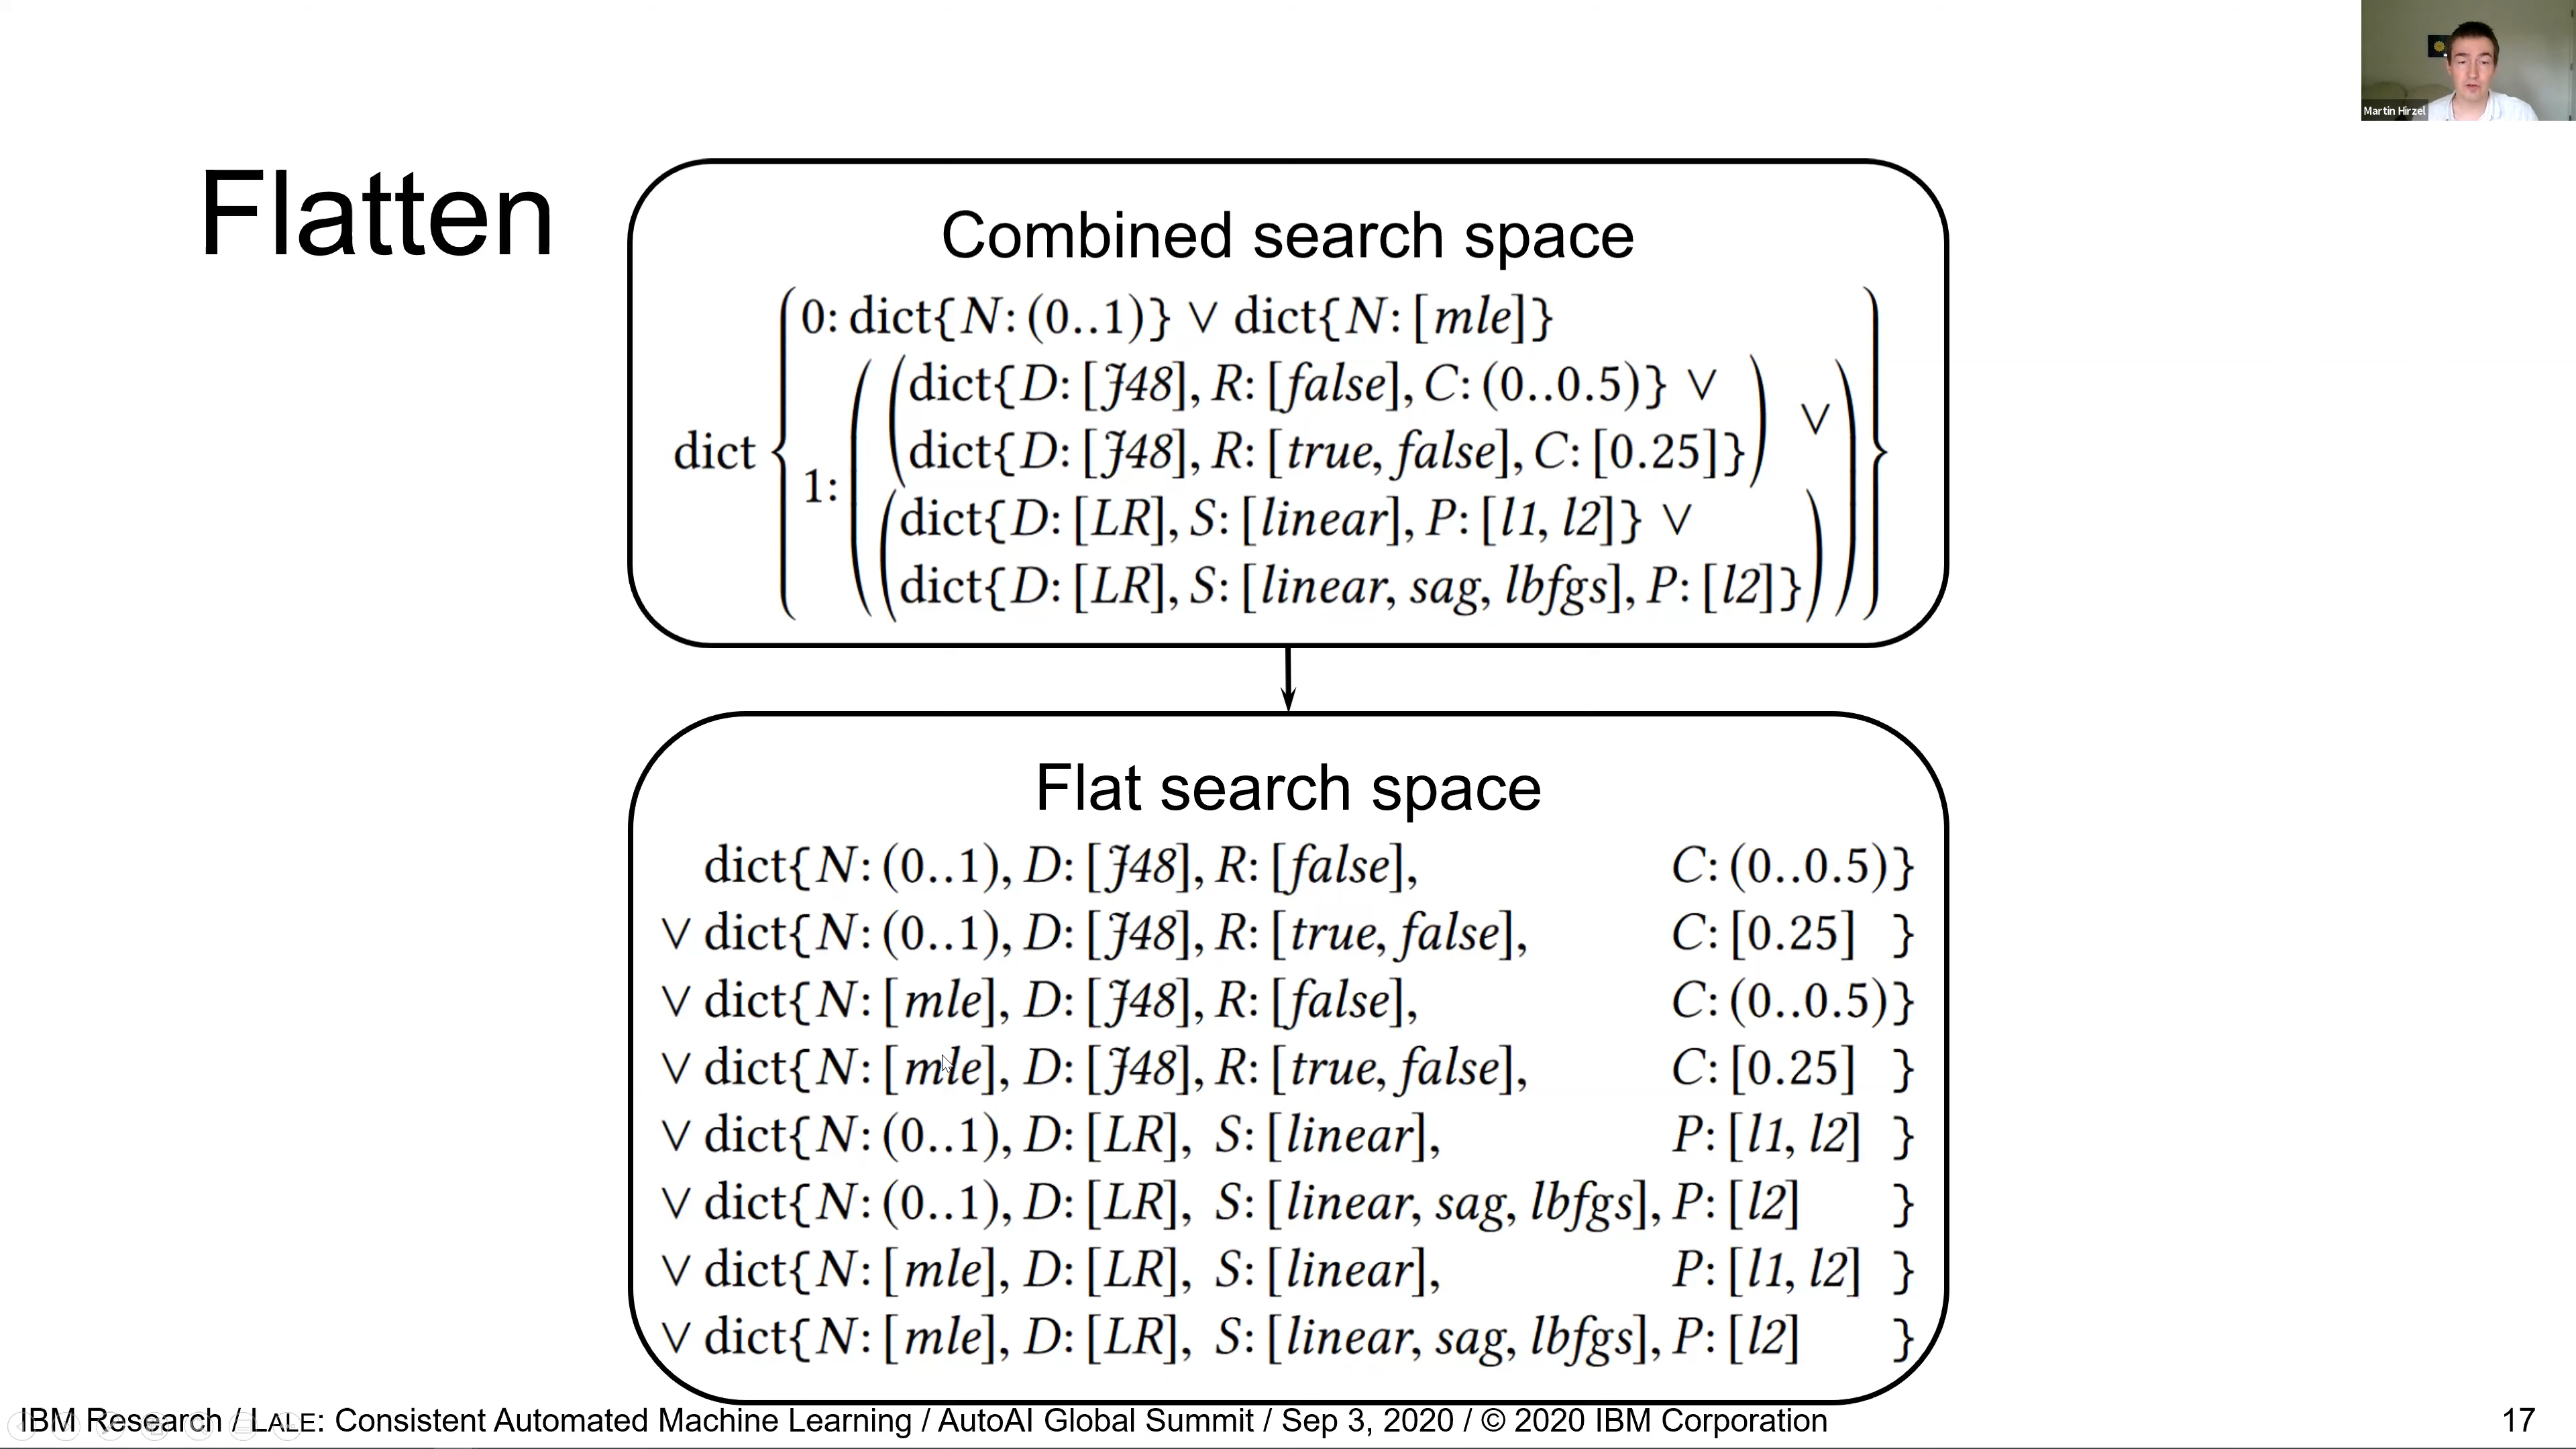 Martin Hirzel
Flatten
Combined search space
dict
0: dict{N: (0..1)} ∨ dict{N: [mle]}
1:
dict{D: [J48], R: [false], C: (0..0.5)} ∨
dict{D: [J48], R: [true, false], C: [0.25]}
∨
dict{D: [LR], S: [linear], P: [l1, l2]} ∨
dict{D: [LR], S: [linear, sag, lbfgs], P: [l2]}
Flat search space
dict{N: (0..1), D: [J48], R: [false], C: (0..0.5)}
∨ dict{N: (0..1), D: [J48], R: [true, false], C: [0.25] }
∨ dict{N: [mle], D: [J48], R: [false], C: (0..0.5)}
∨ dict{N: [mle], D: [J48], R: [true, false], C: [0.25] }
∨ dict{N: (0..1), D: [LR], S: [linear], P: [l1, l2] }
∨ dict{N: (0..1), D: [LR], S: [linear, sag, lbfgs], P: [l2] }
∨ dict{N: [mle], D: [LR], S: [linear], P: [l1, l2] }
∨ dict{N: [mle], D: [LR], S: [linear, sag, lbfgs], P: [l2] }
IBM Research / LALE: Consistent Automated Machine Learning / AutoAI Global Summit / Sep 3, 2020 / © 2020 IBM Corporation
17